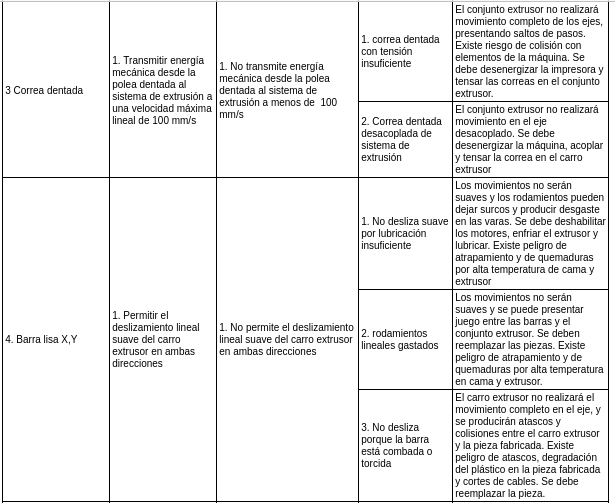 3 Correa dentada
1. Transmitir energía
mecánica desde la
polea dentada al
sistema de extrusión a
una velocidad máxima
lineal de 100 mm/s
1. No transmite energía
mecánica desde la polea
dentada al sistema de
extrusión a menos de 100
mm/s
1. correa dentada
con tensión
insuficiente
El conjunto extrusor no realizará
movimiento completo de los ejes,
presentando saltos de pasos.
Existe riesgo de colisión con
elementos de la máquina. Se
debe desenergizar la impresora y
tensar las correas en el conjunto
extrusor.
2. Correa dentada
desacoplada de
sistema de
extrusión
El conjunto extrusor no realizará
movimiento en el eje
desacoplado. Se debe
desenergizar la máquina, acoplar
y tensar la correa en el carro
extrusor
4. Barra lisa X,Y
1. Permitir el
deslizamiento lineal
suave del carro
extrusor en ambas
direcciones
1. No permite el deslizamiento
lineal suave del carro extrusor
en ambas direcciones
1. No desliza suave
por lubricación
insuficiente
Los movimientos no serán
suaves y los rodamientos pueden
dejar surcos y producir desgaste
en las varas. Se debe deshabilitar
los motores, enfriar el extrusor y
lubricar. Existe peligro de
atrapamiento y de quemaduras
por alta temperatura de cama y
extrusor
2. rodamientos
lineales gastados
Los movimientos no serán
suaves y se puede presentar
juego entre las barras y el
conjunto extrusor. Se deben
reemplazar las piezas. Existe
peligro de atrapamiento y de
quemaduras por alta temperatura
en cama y extrusor.
3. No desliza
porque la barra
está combada o
torcida
El carro extrusor no realizará el
movimiento completo en el eje, y
se producirán atascos y
colisiones entre el carro extrusor
y la pieza fabricada. Existe
peligro de atascos, degradación
del plástico en la pieza fabricada
y cortes de cables. Se debe
reemplazar la pieza.